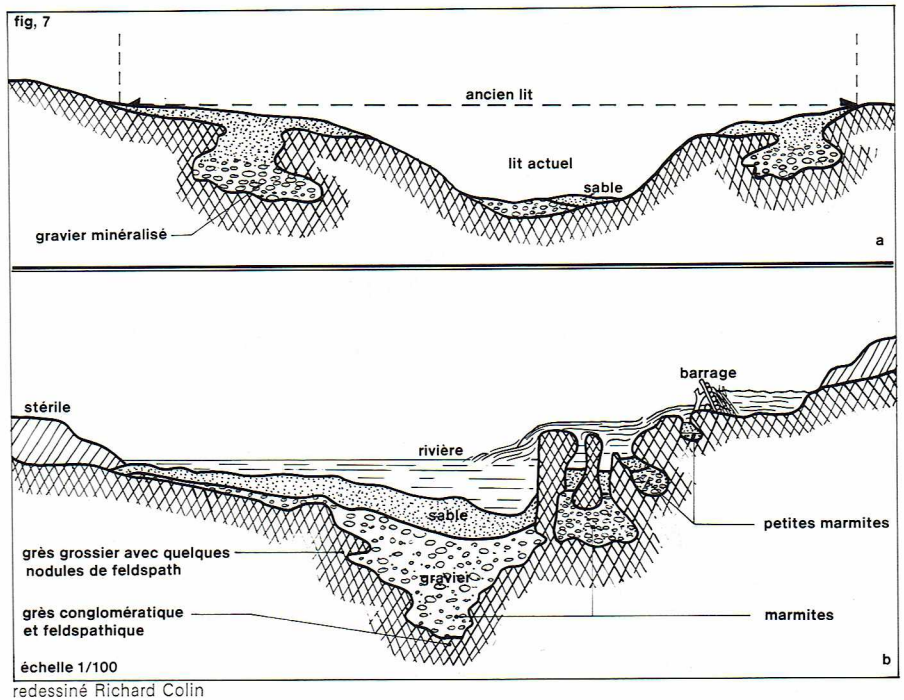 fig, 7
ancien lit
lit actuel
sable
gravier minéralisé
a
barrage
stérile
rivière
sable
petites marmites
grès grossier avec quelques
nodules de feldspath
gravier
grès conglomératique
et feldspathique
marmites
échelle 1/100
b
redessiné Richard Colin